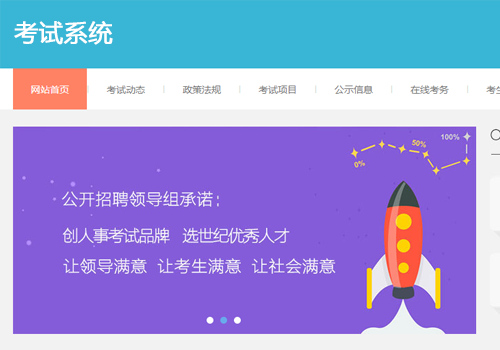 考试系统
网站首页 考试动态 政策法规 考试项目 公示信息 在线考务 考生
100%
50%
0%
公开招聘领导组承诺：
创人事考试品牌 选世纪优秀人才
让领导满意 让考生满意 让社会满意